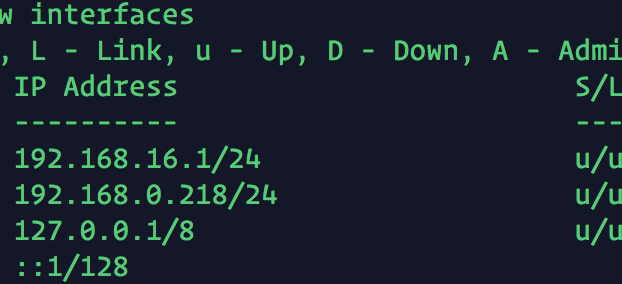 w interfaces
, L - Link, u - Up, D - Down, A - Admi
IP Address S/L
---------- ---
192.168.16.1/24 u/u
192.168.0.218/24 u/u
127.0.0.1/8 u/u
::1/128